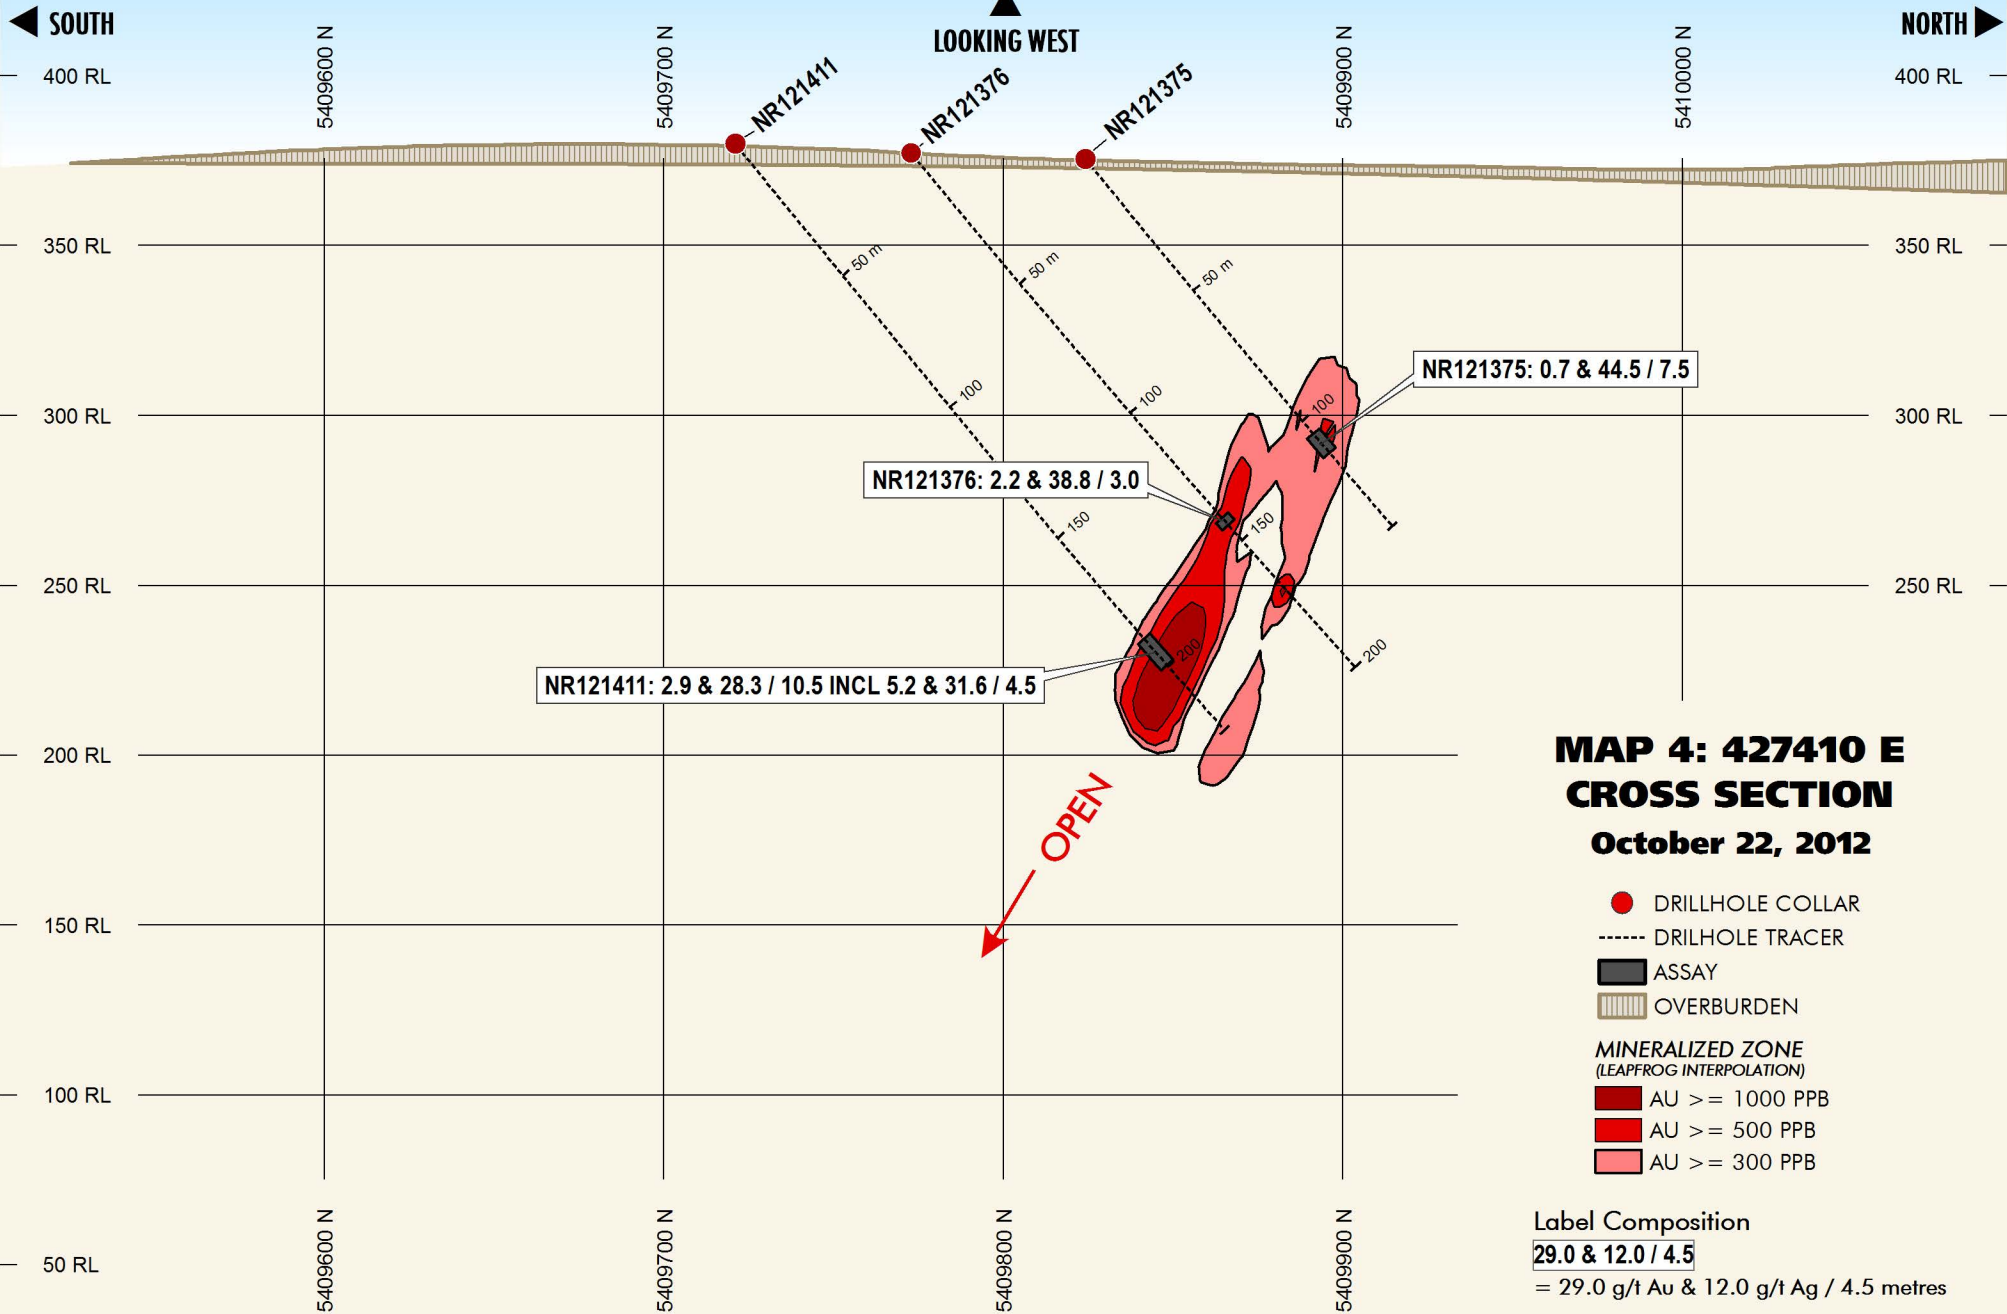 SOUTH
LOOKING WEST
NORTH
5409600 N
5409700 N
5409900 N
5410000 N
400 RL
400 RL
NR121411
NR121376
NR121375
350 RL
350 RL
50 m
50 m
50 m
100
100
100
NR121375: 0.7 & 44.5 / 7.5
300 RL
300 RL
NR121376: 2.2 & 38.8 / 3.0
150
150
250 RL
250 RL
200
200
NR121411: 2.9 & 28.3 / 10.5 INCL 5.2 & 31.6 / 4.5
200 RL
OPEN
150 RL
100 RL
50 RL
5409600 N
5409700 N
5409800 N
5409900 N
MAP 4: 427410 E
CROSS SECTION
October 22, 2012
DRILLHOLE COLLAR
DRILHOLE TRACER
ASSAY
OVERBURDEN
MINERALIZED ZONE
(LEAPFROG INTERPOLATION)
AU >= 1000 PPB
AU >= 500 PPB
AU >= 300 PPB
Label Composition
29.0 & 12.0 / 4.5
= 29.0 g/t Au & 12.0 g/t Ag / 4.5 metres